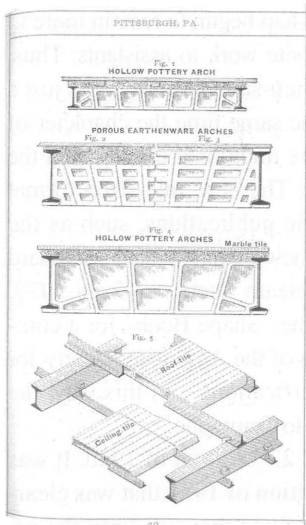 PITTSBURGH, PA.
Fig. 1
HOLLOW POTTERY ARCH
POROUS EARTHENWARE ARCHES
Fig. 2
Fig. 3
Fig. 4
HOLLOW POTTERY ARCHES
Marble tile
Fig. 5
Roof tile
Ceiling tile